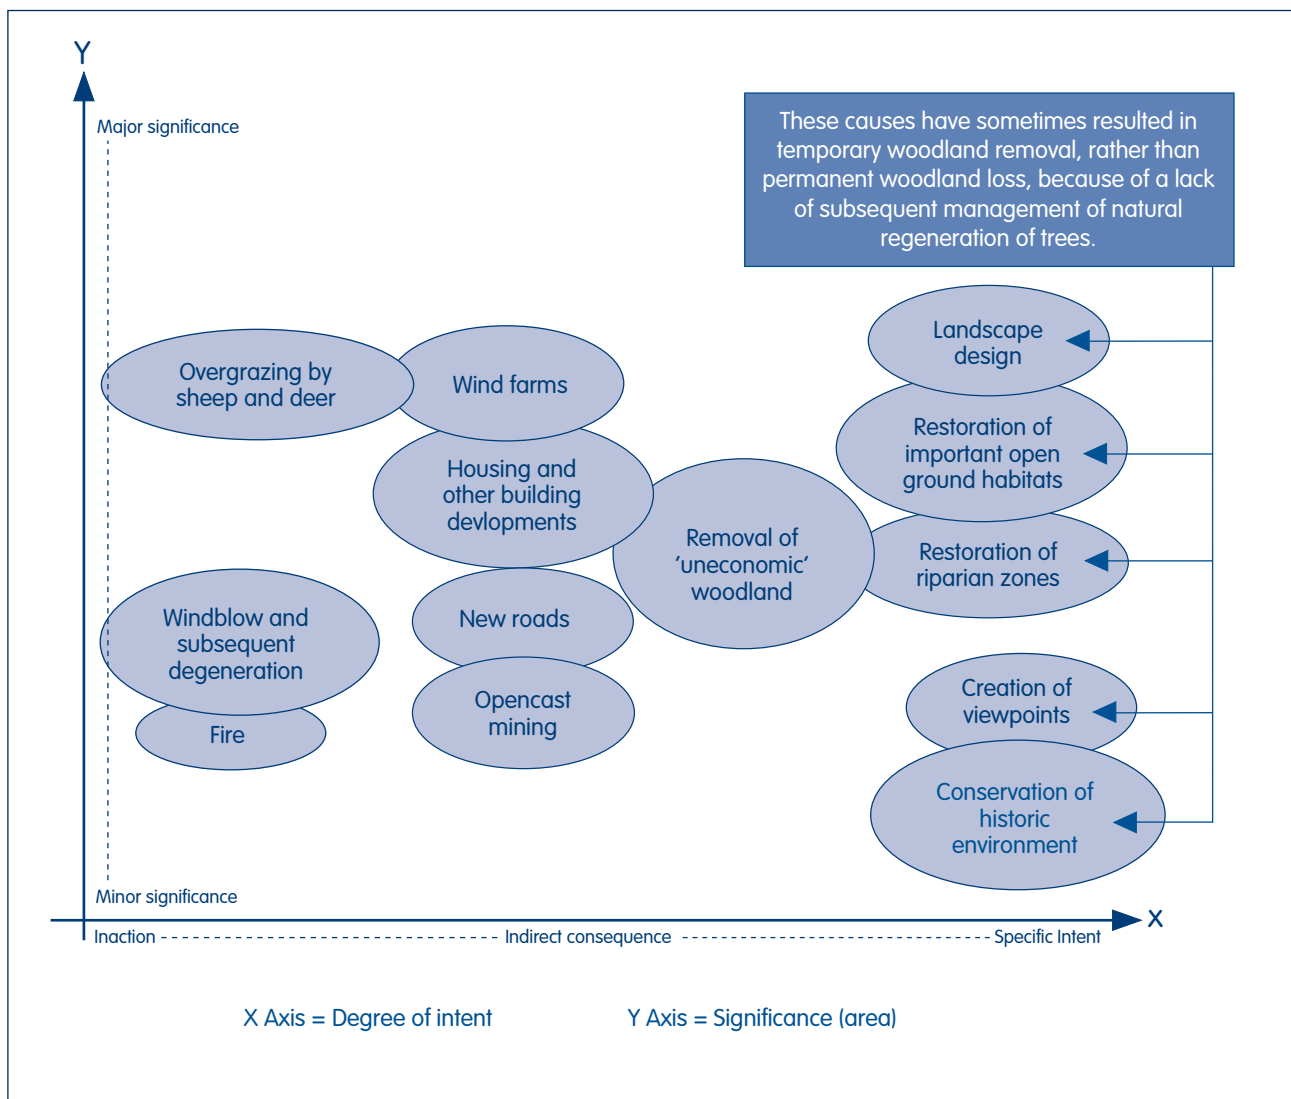 Y
Major significance
These causes have sometimes resulted in
temporary woodland removal, rather than
permanent woodland loss, because of a lack
of subsequent management of natural
regeneration of trees.
Landscape
design
Overgrazing by
sheep and deer
Wind farms
Restoration of
important open
ground habitats
Housing and
other building
devlopments
Removal of
'uneconomic'
woodland
Restoration of
riparian zones
Windblow and
subsequent
degeneration
New roads
Creation of
viewpoints
Opencast
mining
Fire
Conservation of
historic
environment
Minor significance
X
Inaction
Indirect consequence
Specific Intent
X Axis = Degree of intent
Y Axis = Significance (area)